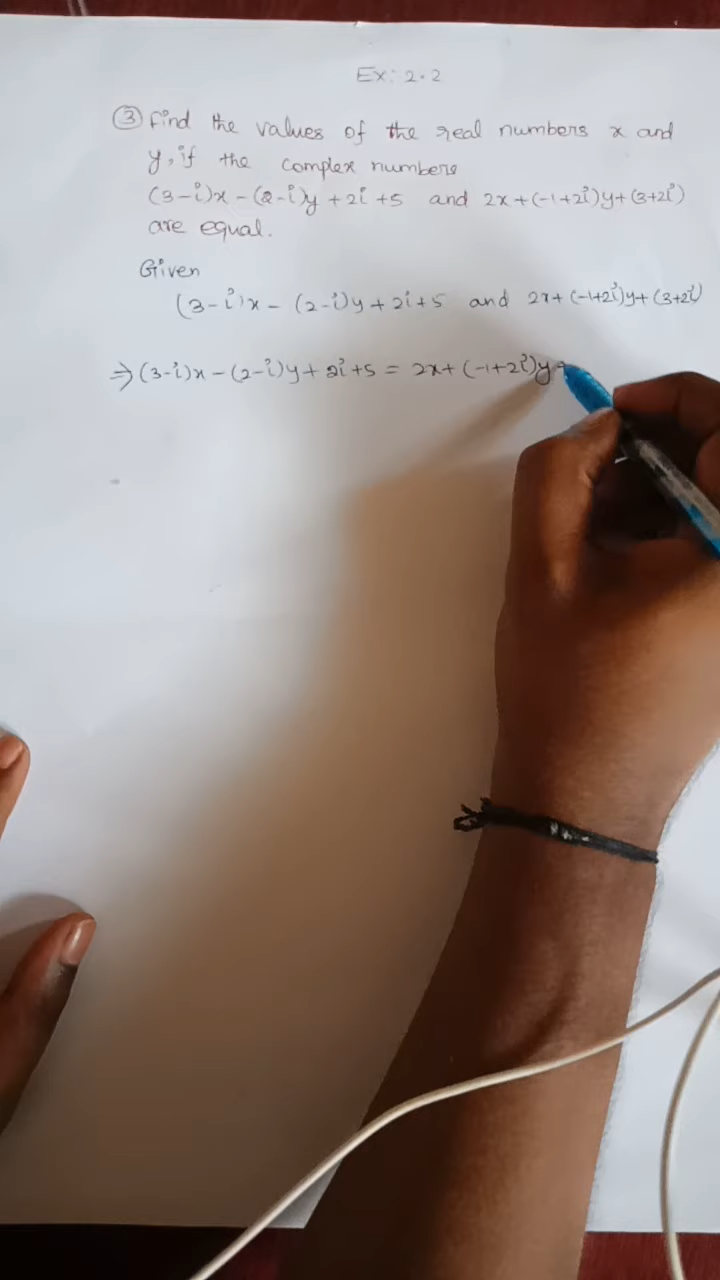 Ex: 2.2
③ Find the values of the real numbers x and
y, if the complex numbers
(3-i)x - (2-i)y + 2i + 5 and 2x + (-1+2i)y + (3+2i)
are equal.
Given
(3-i)x - (2-i)y + 2i + 5 and 2x + (-1+2i)y + (3+2i)
⇒ (3-i)x - (2-i)y + 2i + 5 = 2x + (-1+2i)y